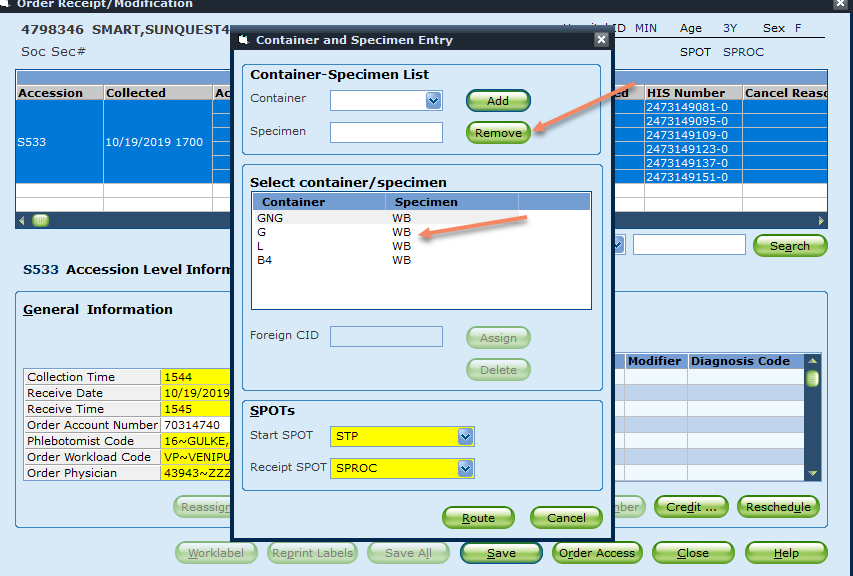 Order Receipt/Modification
4798346 SMART,SUNQUEST4
ID MIN Age 3Y Sex F
Soc Sec#
SPOT SPROC
Container and Specimen Entry
Container-Specimen List
Container
Add
Specimen
Remove
Accession Collected Ac
ed HIS Number Cancel Reaso
S533 10/19/2019 1700
2473149081-0
2473149095-0
2473149109-0
2473149123-0
2473149137-0
2473149151-0
Select container/specimen
Container Specimen
GNG WB
G WB
L WB
B4 WB
Search
S533 Accession Level Inform
General Information
Foreign CID
Assign
Delete
Modifier Diagnosis Code
Collection Time 1544
Receive Date 10/19/2019
Receive Time 1545
Order Account Number 70314740
Phlebotomist Code 16~GULKE,
Order Workload Code VP~VENIPU
Order Physician 43943~ZZZ
SPOTs
Start SPOT STP
Receipt SPOT SPROC
Route Cancel
Reassign
ber Credit ... Reschedule
Worklabel Reprint Labels Save All Save Order Access Close Help